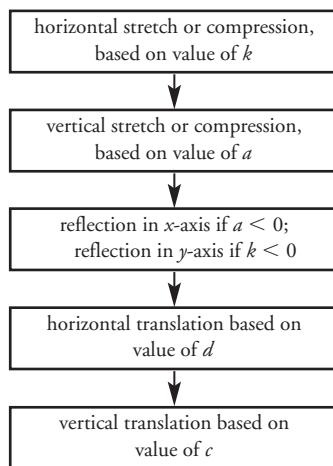 horizontal stretch or compression,
based on value of k
vertical stretch or compression,
based on value of a
reflection in x-axis if a < 0;
reflection in y-axis if k < 0
horizontal translation based on
value of d
vertical translation based on
value of c